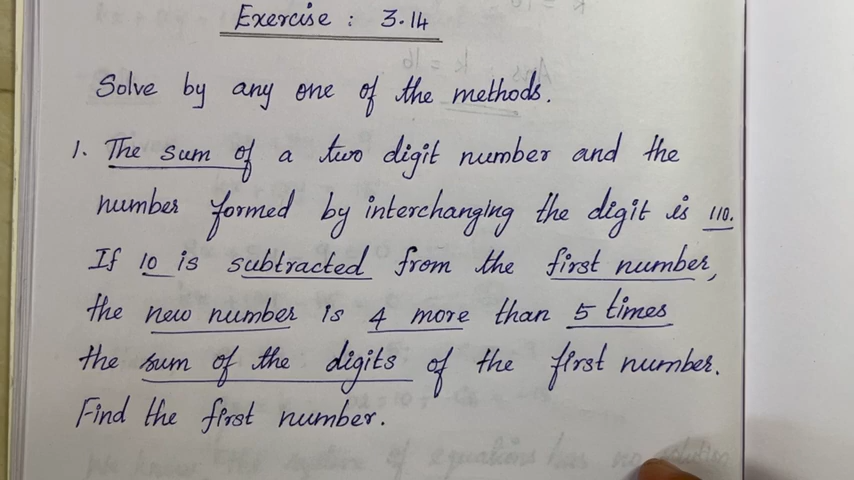 Exercise : 3.14
Solve by any one of the methods.
1. The sum of a two digit number and the
number formed by interchanging the digit is 110.
If 10 is subtracted from the first number,
the new number is 4 more than 5 times
the sum of the digits of the first number.
Find the first number.